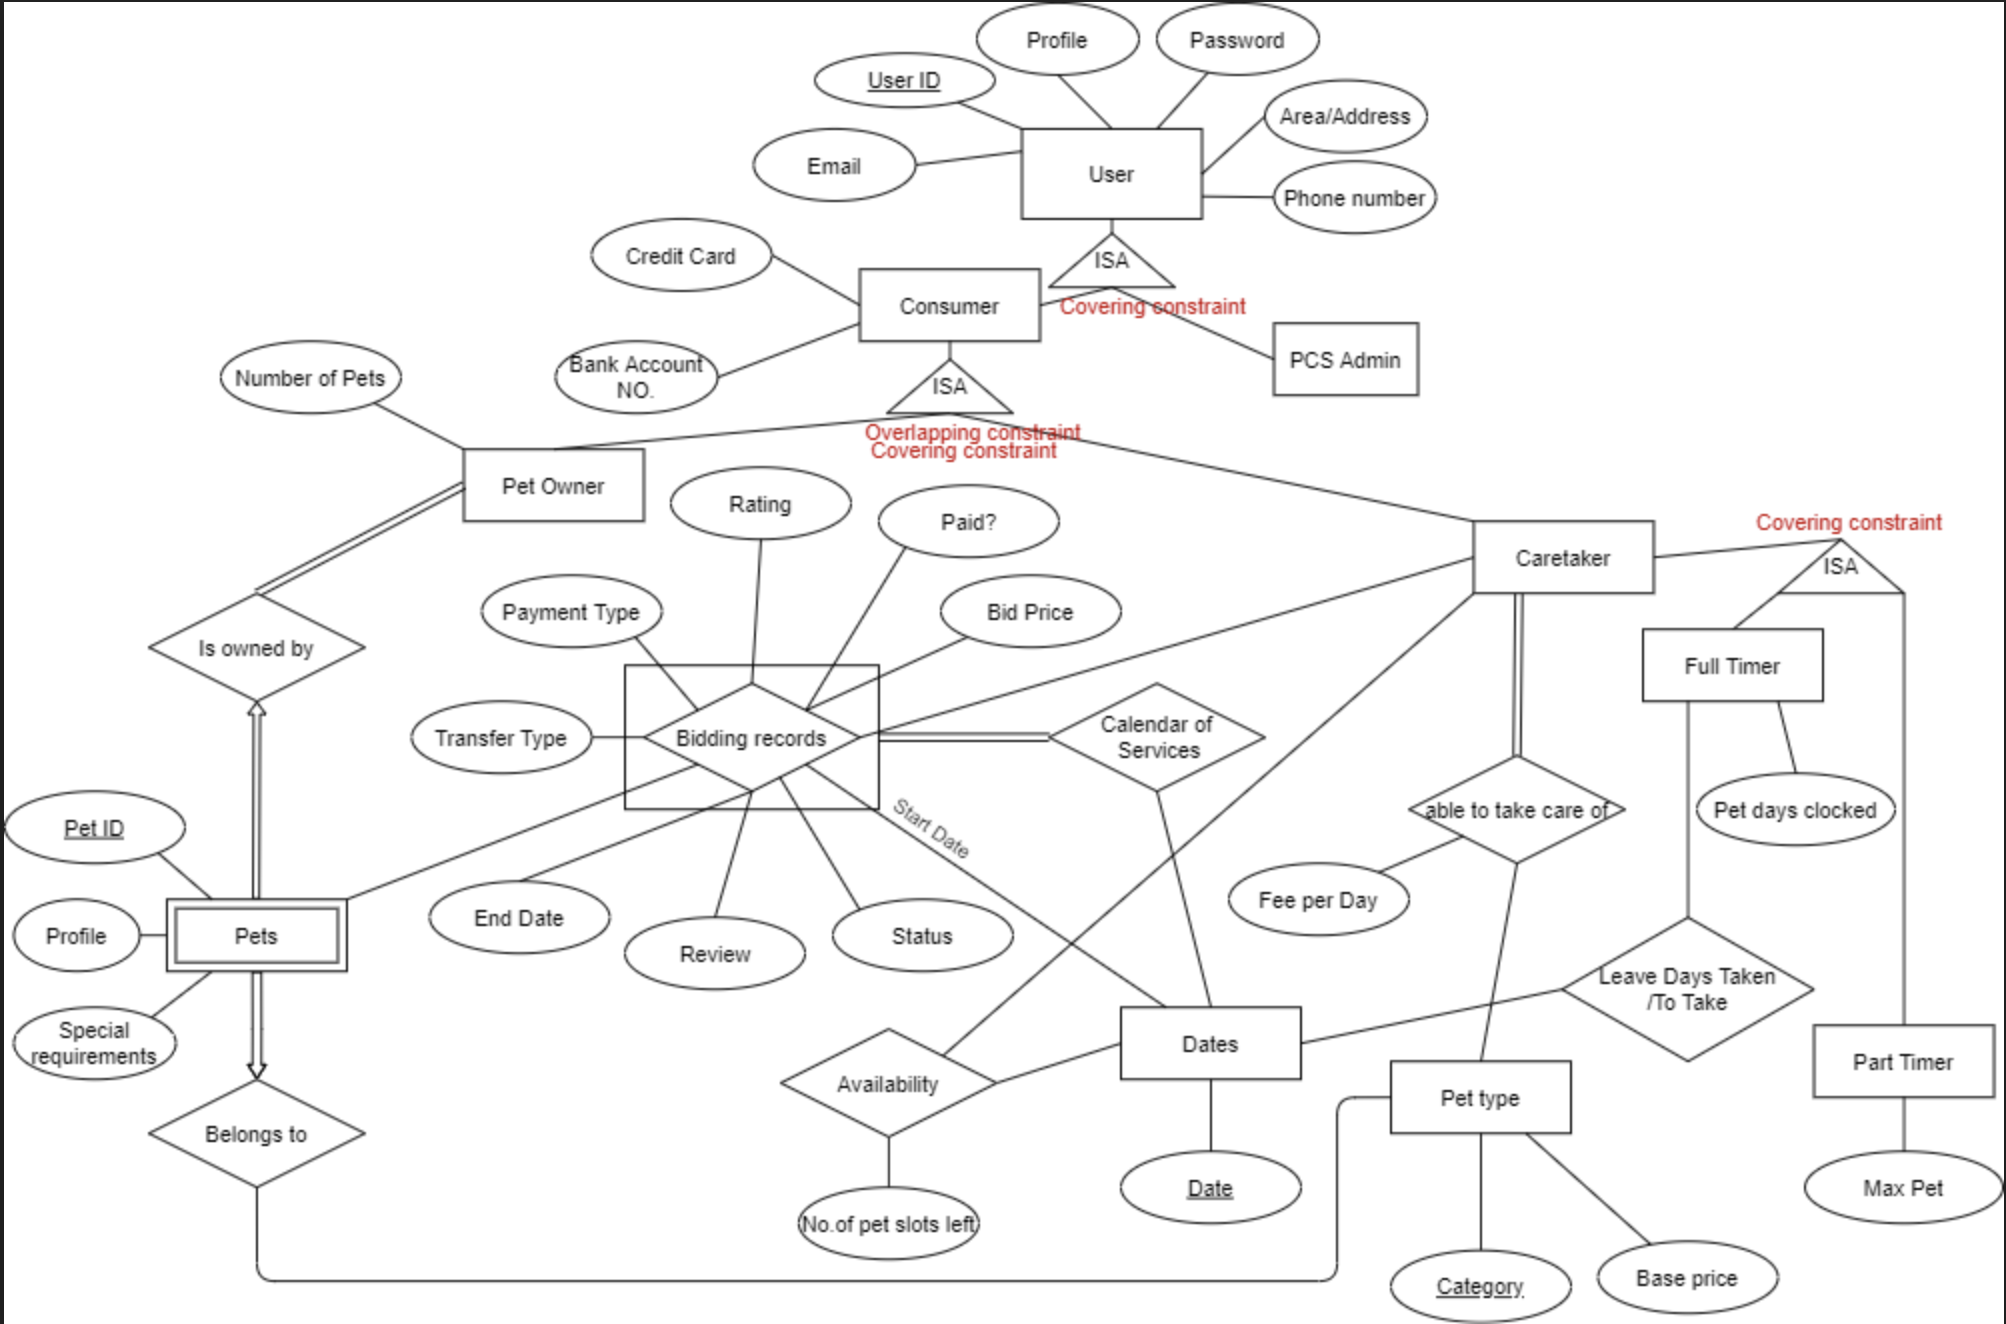 Profile
Password
User ID
Area/Address
Email
User
Phone number
Credit Card
ISA
Consumer
Covering constraint
PCS Admin
Bank Account
NO.
Number of Pets
ISA
Overlapping constraint
Covering constraint
Pet Owner
Rating
Paid?
Caretaker
Covering constraint
ISA
Payment Type
Bid Price
Is owned by
Full Timer
Transfer Type
Bidding records
Calendar of
Services
Start Date
able to take care of
Pet days clocked
Pet ID
Fee per Day
End Date
Review
Status
Profile
Pets
Leave Days Taken
/To Take
Special
requirements
Dates
Part Timer
Availability
Pet type
Belongs to
Date
Max Pet
No.of pet slots left
Category
Base price